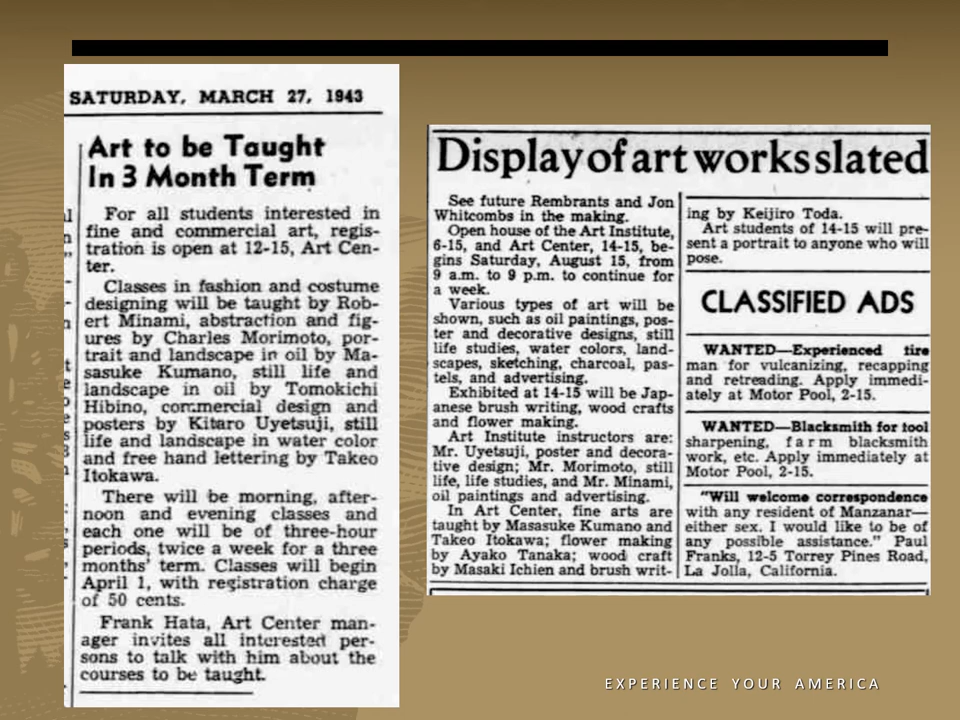 SATURDAY, MARCH 27, 1943
Art to be Taught
In 3 Month Term
For all students interested in
fine and commercial art, regis-
tration is open at 12-15, Art Cen-
ter.
Classes in fashion and costume
designing will be taught by Rob-
ert Minami, abstraction and fig-
ures by Charles Morimoto, por-
trait and landscape in oil by Ma-
sasuke Kumano, still life and
landscape in oil by Tomokichi
Hibino, commercial design and
posters by Kitaro Uyetsuji, still
life and landscape in water color
and free hand lettering by Takeo
Itokawa.
There will be morning, after-
noon and evening classes and
each one will be of three-hour
periods, twice a week for a three
months' term. Classes will begin
April 1, with registration charge
of 50 cents.
Frank Hata, Art Center man-
ager invites all interested per-
sons to talk with him about the
courses to be taught.
Display of art works slated
See future Rembrants and Jon
Whitcombs in the making.
Open house of the Art Institute,
6-15, and Art Center, 14-15, be-
gins Saturday, August 15, from
9 a.m. to 9 p.m. to continue for
a week.
Various types of art will be
shown, such as oil paintings, pos-
ter and decorative designs, still
life studies, water colors, land-
scapes, sketching, charcoal, pas-
tels, and advertising.
Exhibited at 14-15 will be Jap-
anese brush writing, wood crafts
and flower making.
Art Institute instructors are:
Mr. Uyetsuji, poster and decora-
tive design; Mr. Morimoto, still
life, life studies, and Mr. Minami,
oil paintings and advertising.
In Art Center, fine arts are
taught by Masasuke Kumano and
Takeo Itokawa; flower making
by Ayako Tanaka; wood craft
by Masaki Ichien and brush writ-
ing by Keijiro Toda.
Art students of 14-15 will pre-
sent a portrait to anyone who will
pose.
CLASSIFIED ADS
WANTED—Experienced tire
man for vulcanizing, recapping
and retreading. Apply immedi-
ately at Motor Pool, 2-15.
WANTED—Blacksmith for tool
sharpening, farm blacksmith
work, etc. Apply immediately at
Motor Pool, 2-15.
"Will welcome correspondence
with any resident of Manzanar—
either sex. I would like to be of
any possible assistance." Paul
Franks, 12-5 Torrey Pines Road,
La Jolla, California.
EXPERIENCE YOUR AMERICA